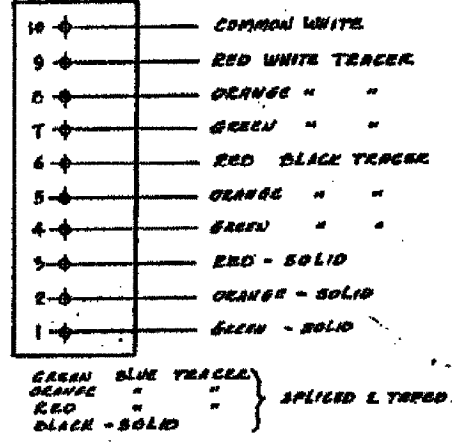 10 COMMON WHITE
9 RED WHITE TRACER
8 ORANGE " "
7 GREEN " "
6 RED BLACK TRACER
5 ORANGE " "
4 GREEN " "
3 RED - SOLID
2 ORANGE - SOLID
1 GREEN - SOLID
GREEN BLUE TRACER
ORANGE " "
RED " "
BLACK - SOLID
SPLICED & TAPED.